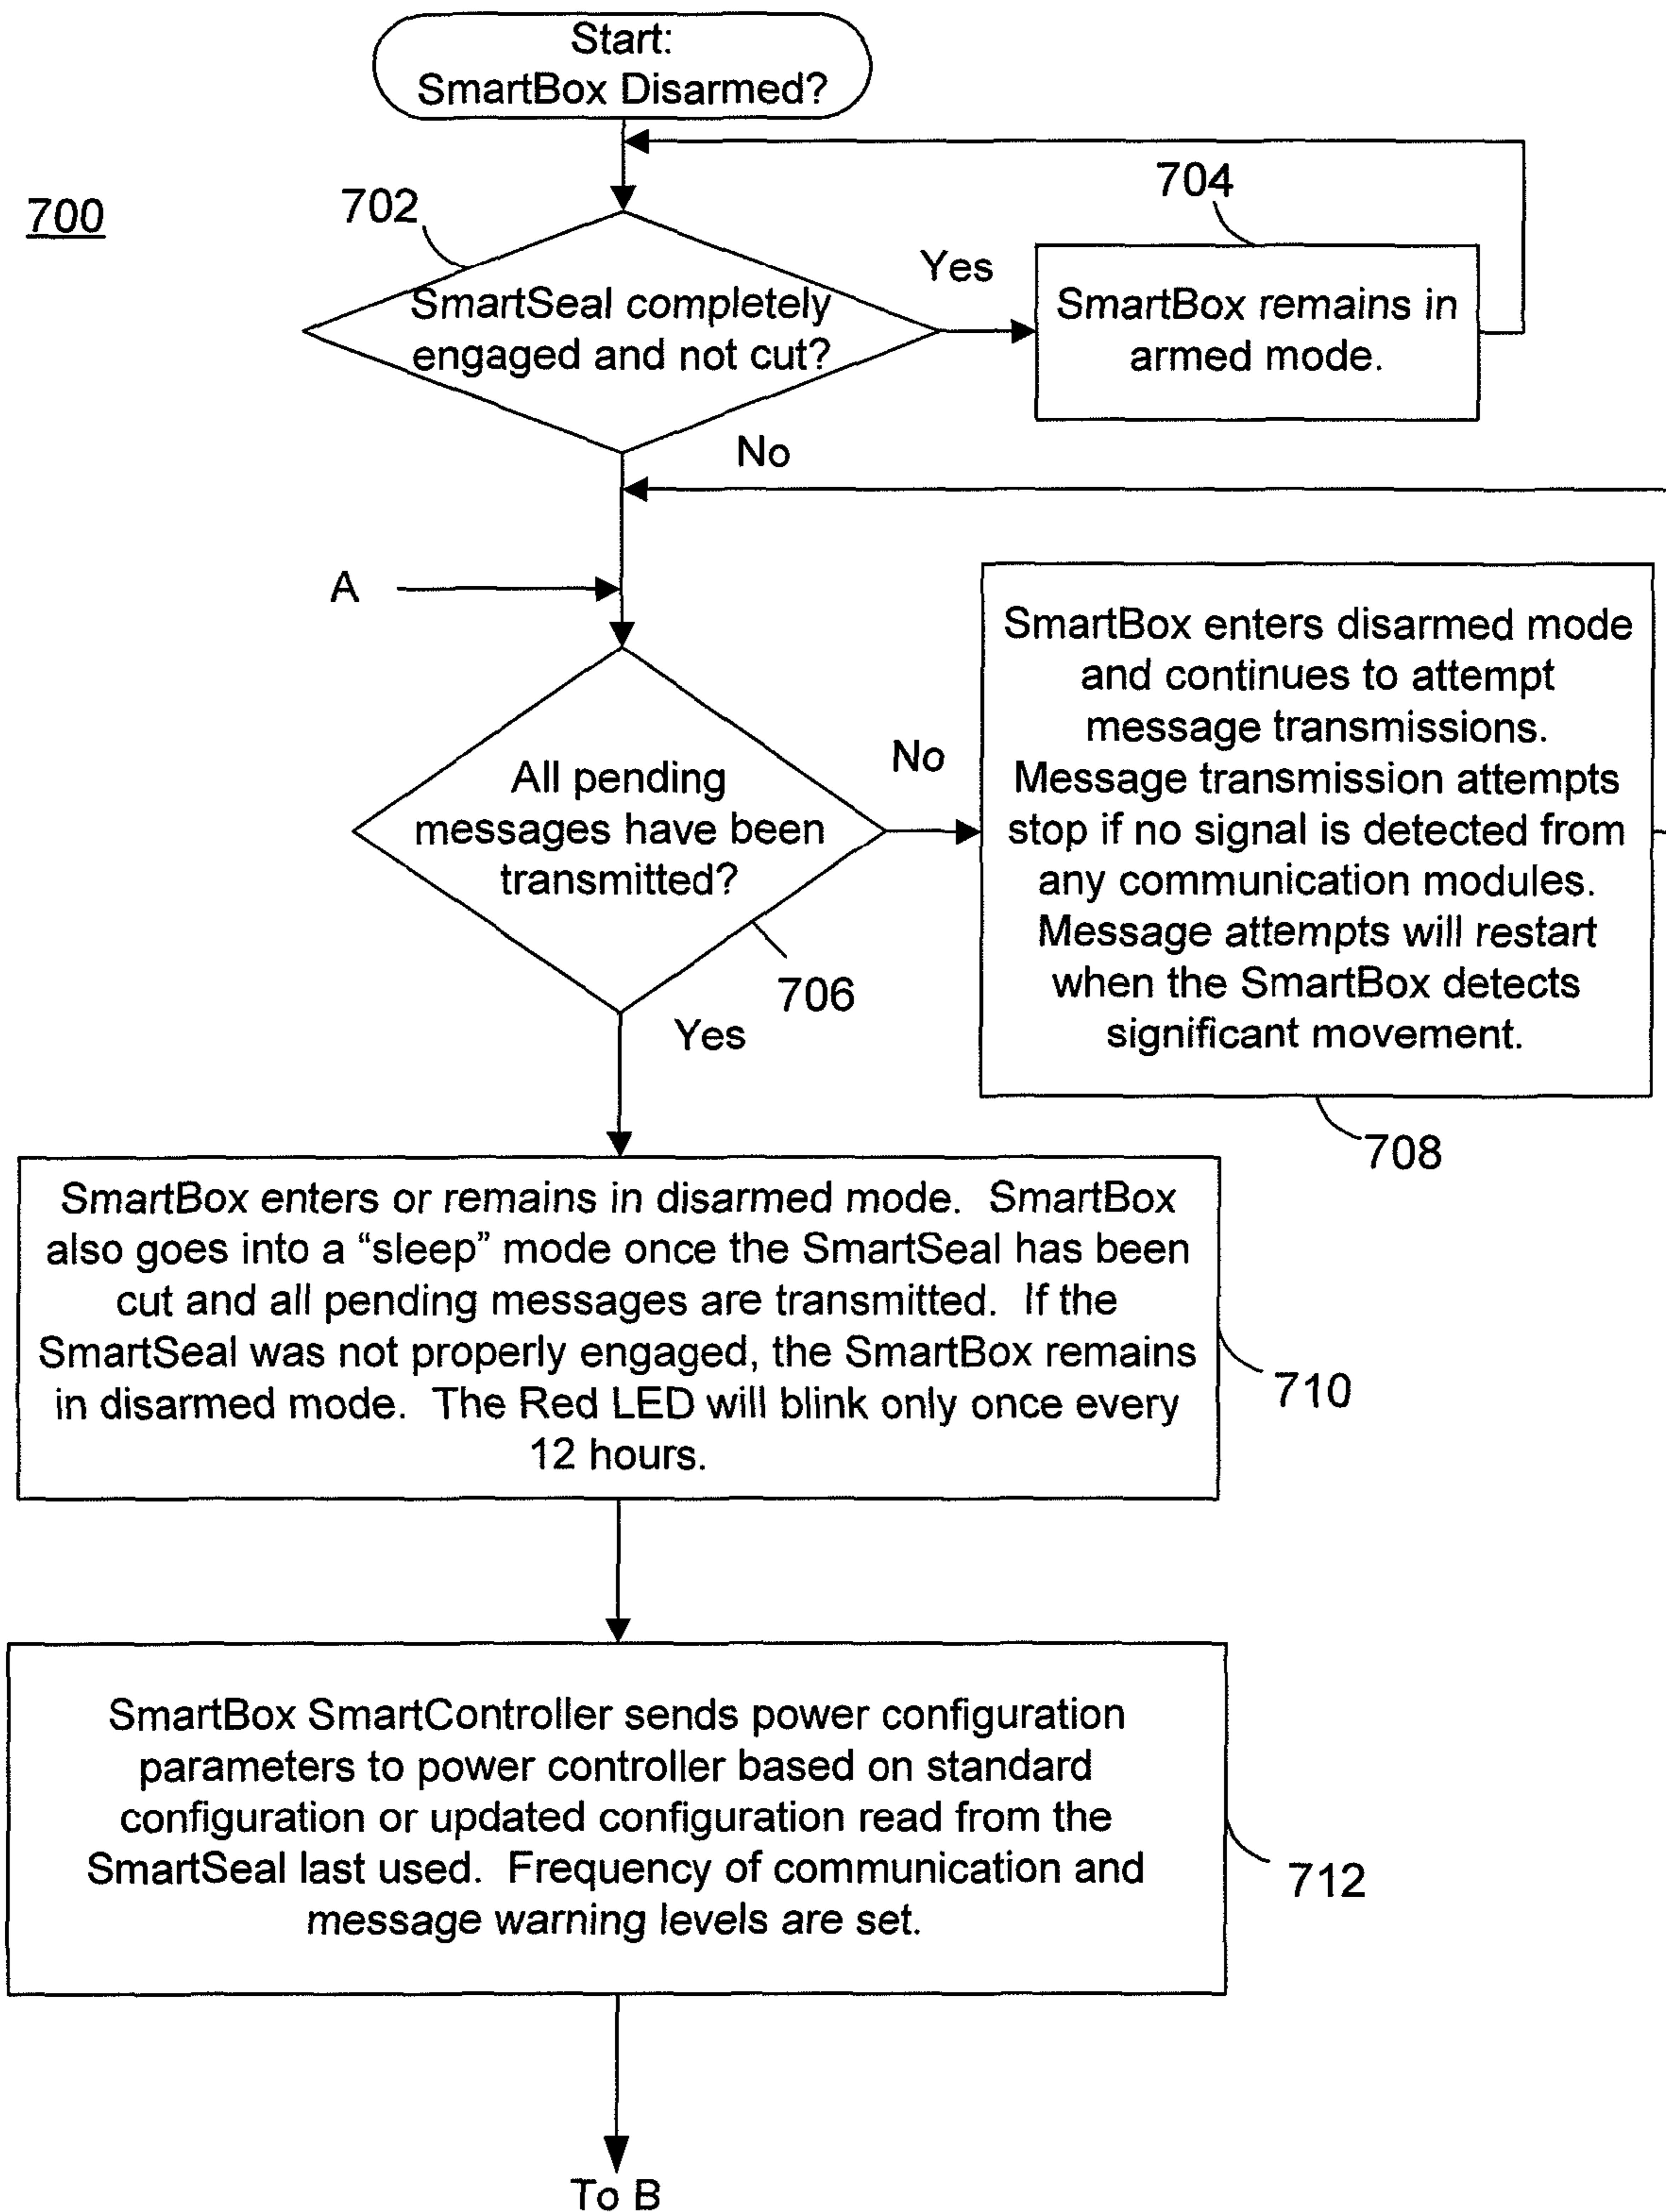 Start:
SmartBox Disarmed?
700
702
704
SmartSeal completely
engaged and not cut?
Yes
SmartBox remains in
armed mode.
No
A
All pending
messages have been
transmitted?
706
No
SmartBox enters disarmed mode
and continues to attempt
message transmissions.
Message transmission attempts
stop if no signal is detected from
any communication modules.
Message attempts will restart
when the SmartBox detects
significant movement.
708
Yes
SmartBox enters or remains in disarmed mode.  SmartBox
also goes into a “sleep” mode once the SmartSeal has been
cut and all pending messages are transmitted.  If the
SmartSeal was not properly engaged, the SmartBox remains
in disarmed mode.  The Red LED will blink only once every
12 hours.
710
SmartBox SmartController sends power configuration
parameters to power controller based on standard
configuration or updated configuration read from the
SmartSeal last used.  Frequency of communication and
message warning levels are set.
712
To B